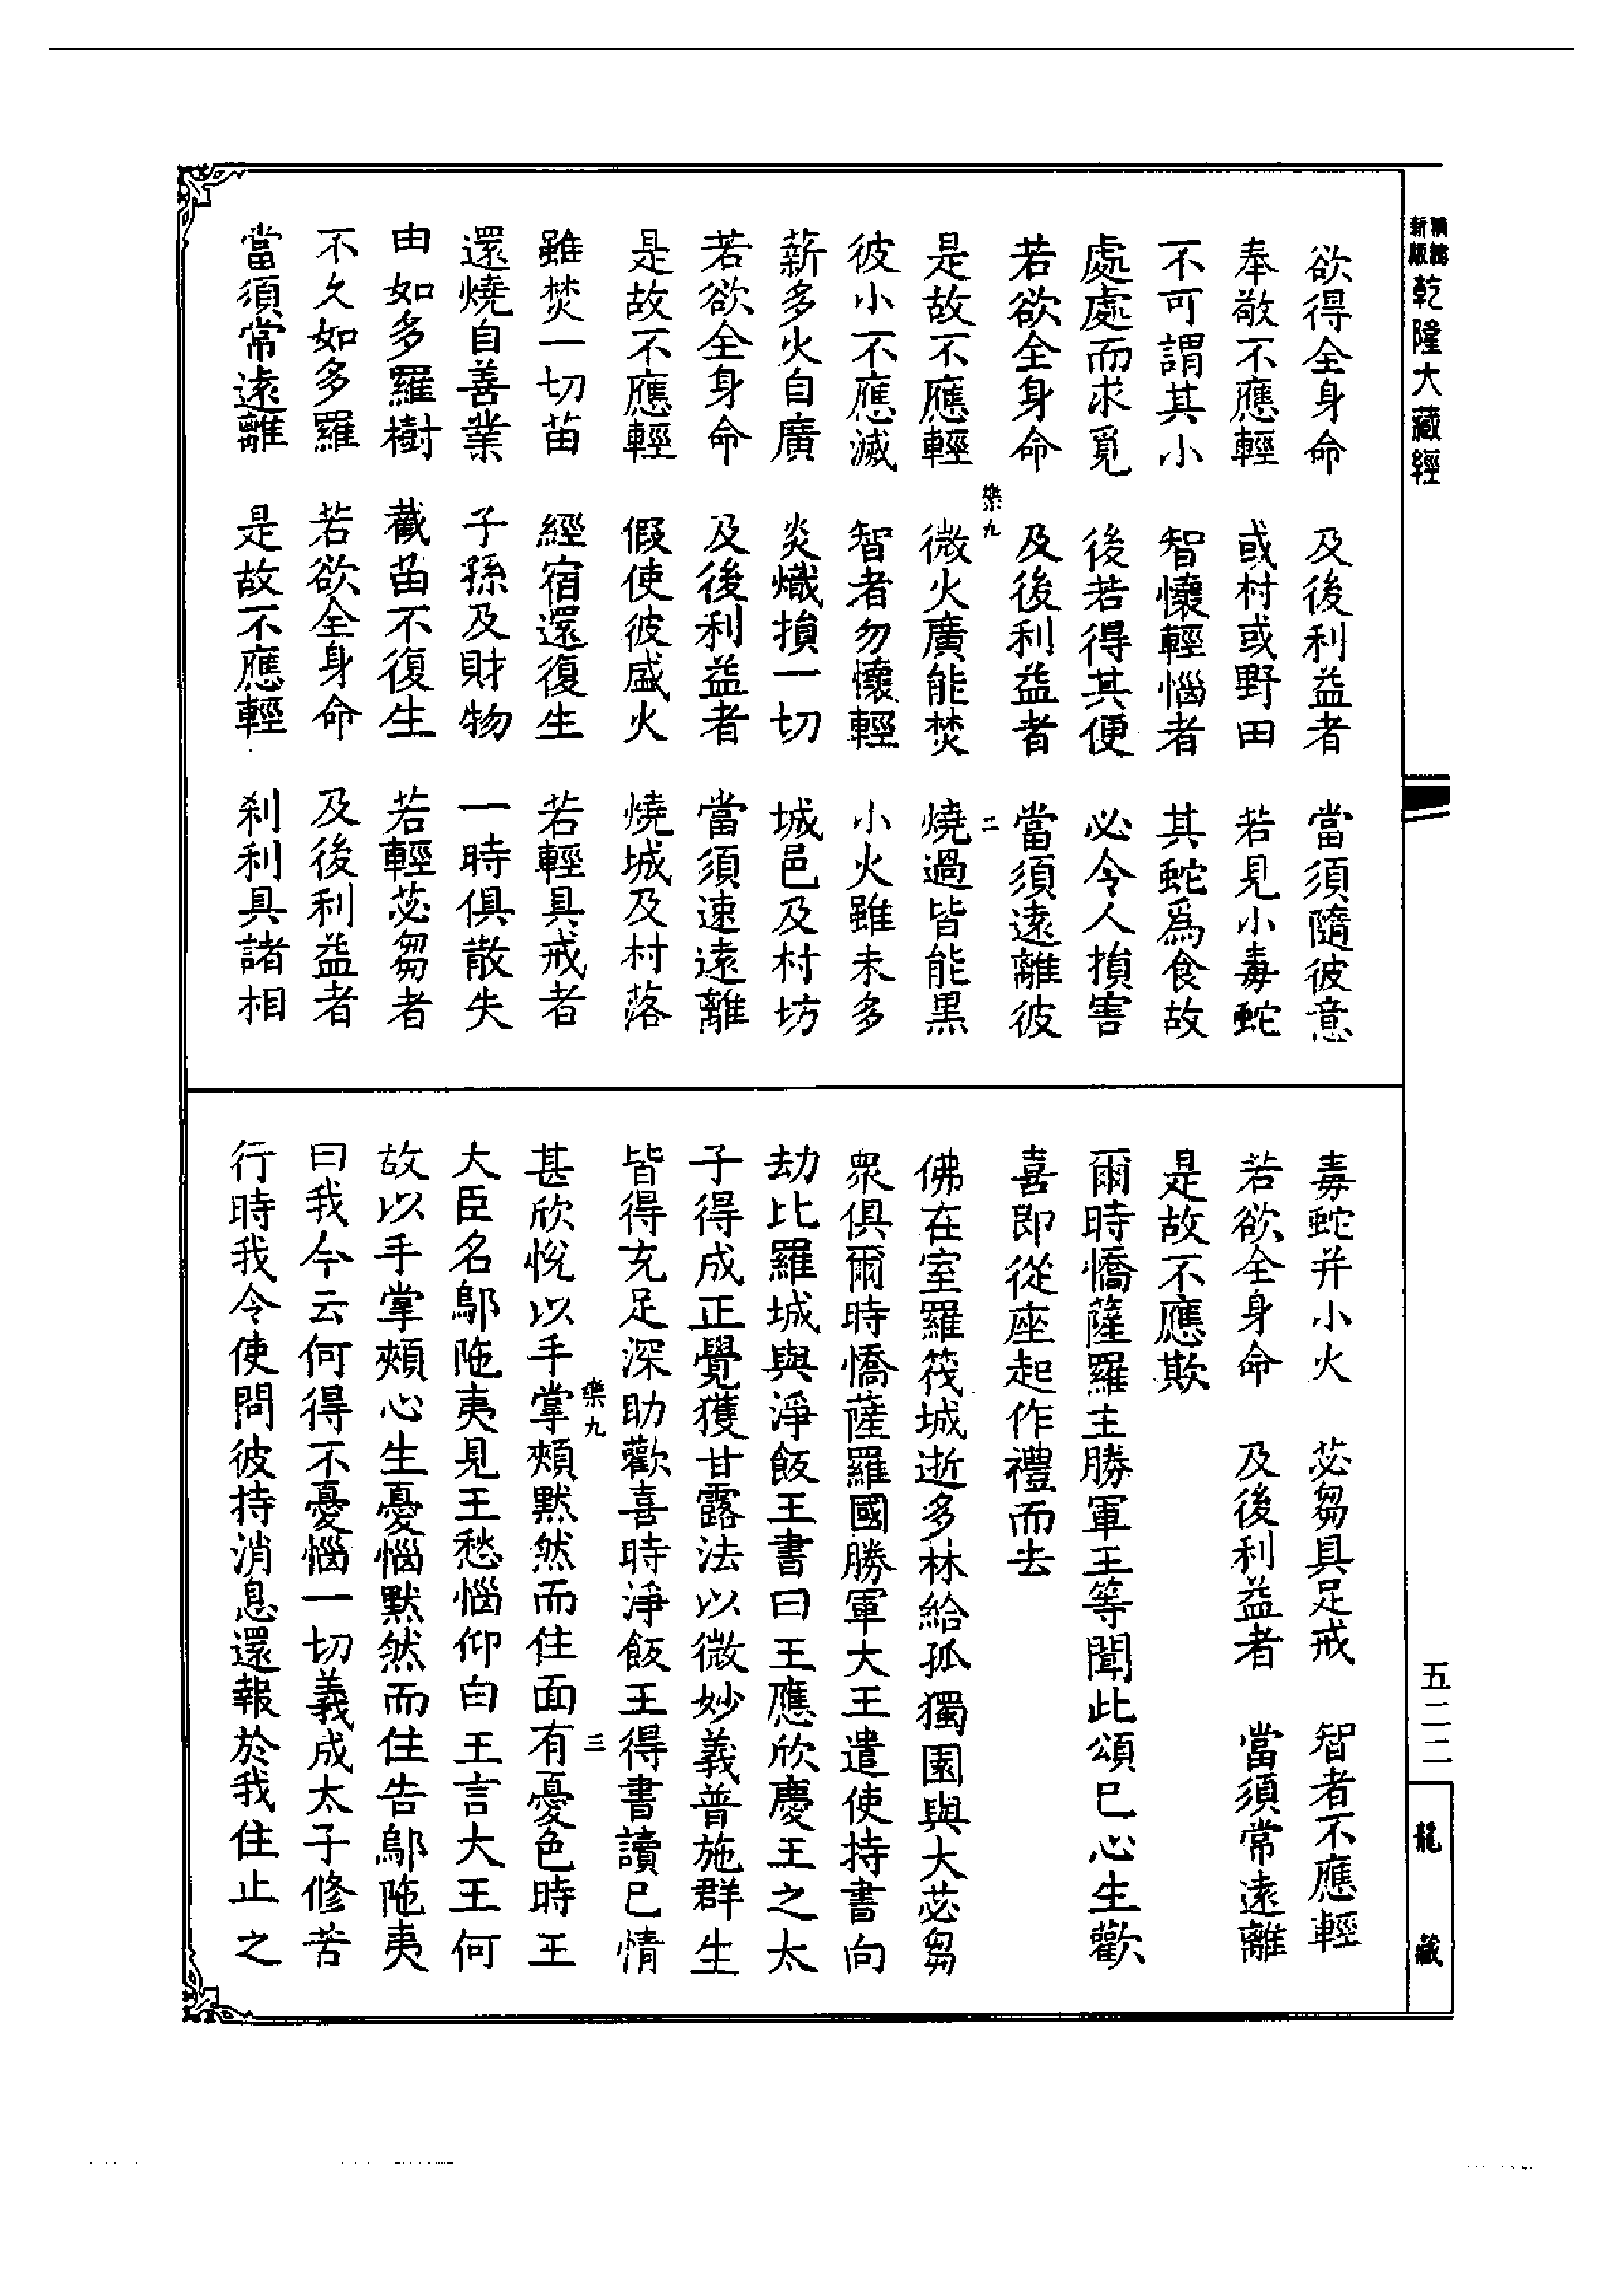 新版
精護
乾隆大藏經
欲得全身命　及後利益者　當須隨彼意
奉敬不應輕　或村或野田　若見小毒蛇
不可謂其小　智懷輕惱者　其蛇爲食故
處處而求覓　後若得其便　必令人損害
若欲全身命　及後利益者　當須遠離彼
樂九　二
是故不應輕　微火廣能焚　燒過皆能黑
彼小不應滅　智者勿懷輕　小火雖未多
薪多火自廣　炎熾損一切　城邑及村坊
若欲全身命　及後利益者　當須速遠離
是故不應輕　假使彼盛火　燒城及村落
雖焚一切苗　經宿還復生　若輕具戒者
還燒自善業　子孫及財物　一時俱散失
由如多羅樹　截苗不復生　若輕苾芻者
不久如多羅　若欲全身命　及後利益者
當須常遠離　是故不應輕　刹利具諸相
毒蛇并小火　苾芻具足戒　智者不應輕
若欲全身命　及後利益者　當須常遠離
是故不應欺
爾時憍薩羅主勝軍王等聞此頌已心生歡
喜即從座起作禮而去
佛在室羅筏城逝多林給孤獨園與大苾芻
眾俱爾時憍薩羅國勝軍大王遣使持書向
劫比羅城與淨飯王書曰王應欣慶王之太
子得成正覺獲甘露法以微妙義普施群生
皆得充足深助歡喜時淨飯王得書讀已情
樂九　三
甚欣悅以手掌頰默然而住面有憂色時王
大臣名鄔陁夷見王愁惱仰白王言大王何
故以手掌頰心生憂惱默然而住告鄔陁夷
曰我今云何得不憂惱一切義成太子修苦
行時我令使問彼持消息還報於我住止之
五二二
龍藏